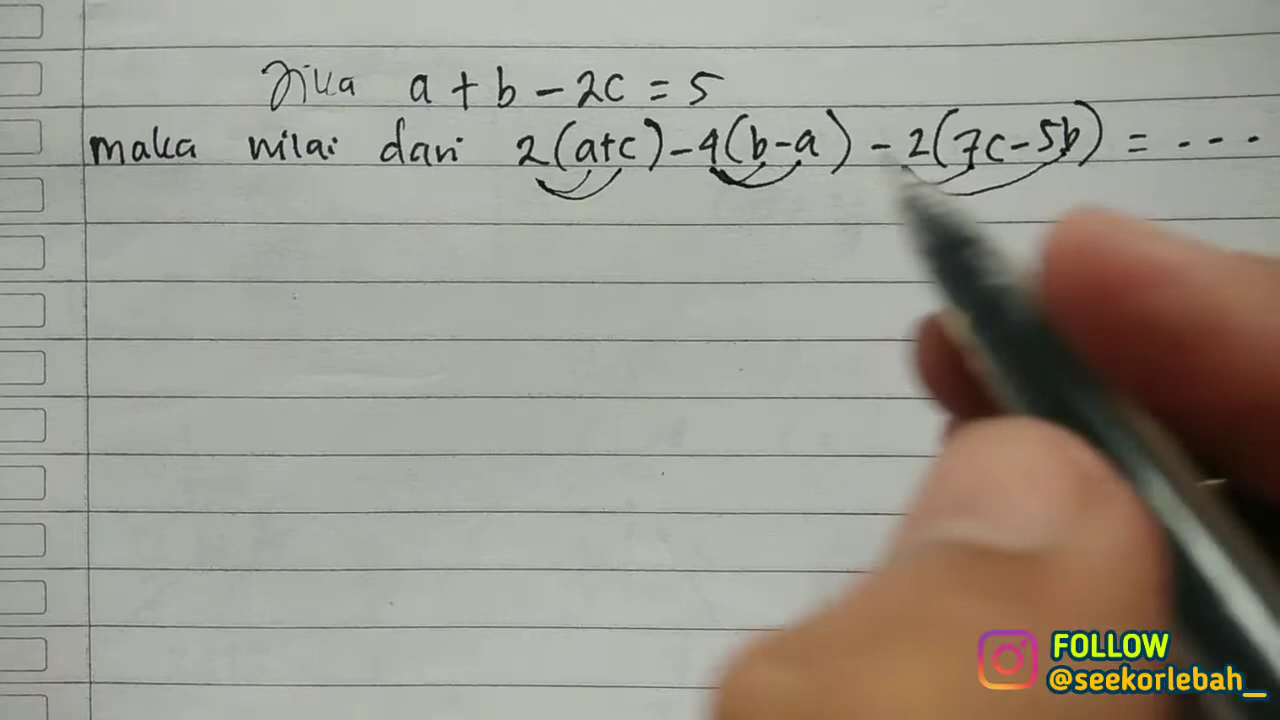 Jika a + b - 2c = 5
maka nilai dari 2(a+c) - 4(b-a) - 2(7c-5b) = ...
FOLLOW
@seekorlebah_